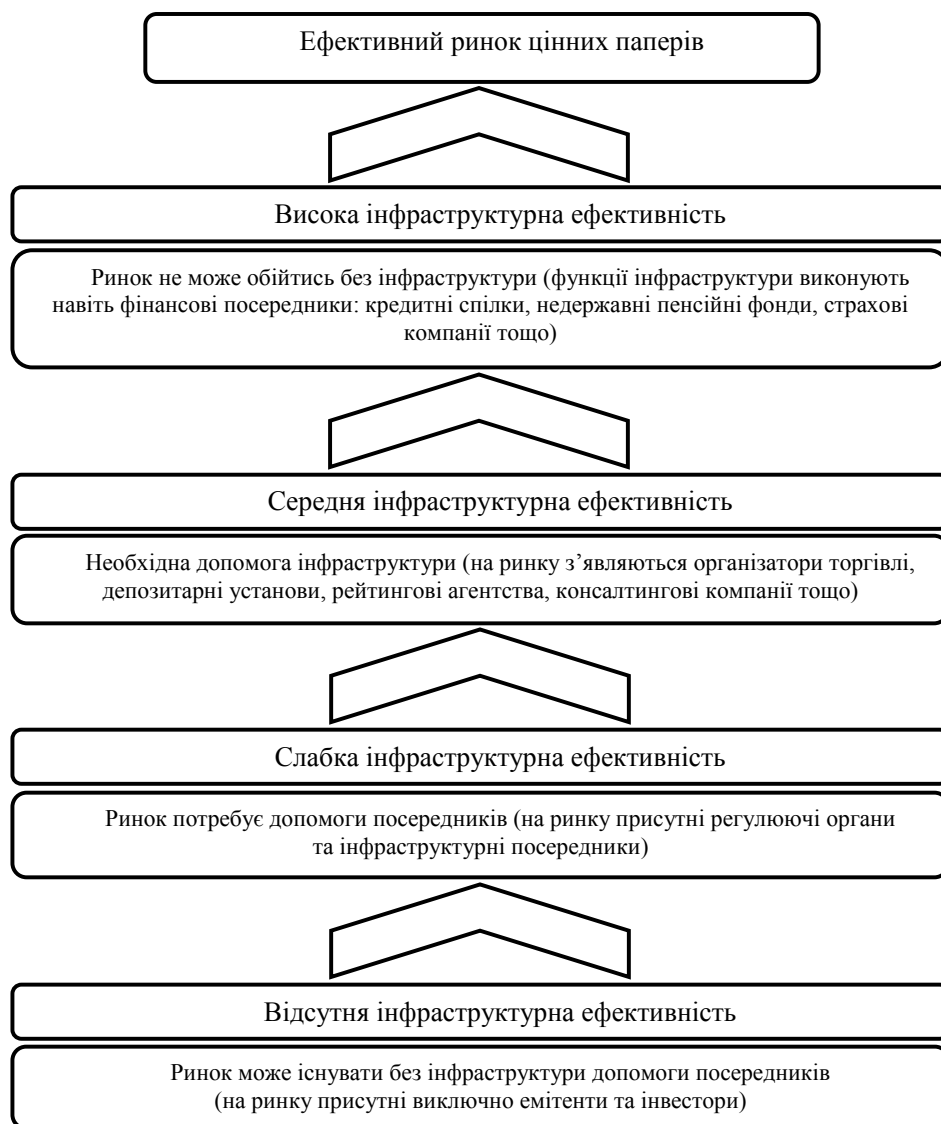 Ефективний ринок цінних паперів
Висока інфраструктурна ефективність
Ринок не може обійтись без інфраструктури (функції інфраструктури виконують
навіть фінансові посередники: кредитні спілки, недержавні пенсійні фонди, страхові
компанії тощо)
Середня інфраструктурна ефективність
Необхідна допомога інфраструктури (на ринку з’являються організатори торгівлі,
депозитарні установи, рейтингові агентства, консалтингові компанії тощо)
Слабка інфраструктурна ефективність
Ринок потребує допомоги посередників (на ринку присутні регулюючі органи
та інфраструктурні посередники)
Відсутня інфраструктурна ефективність
Ринок може існувати без інфраструктури допомоги посередників
(на ринку присутні виключно емітенти та інвестори)